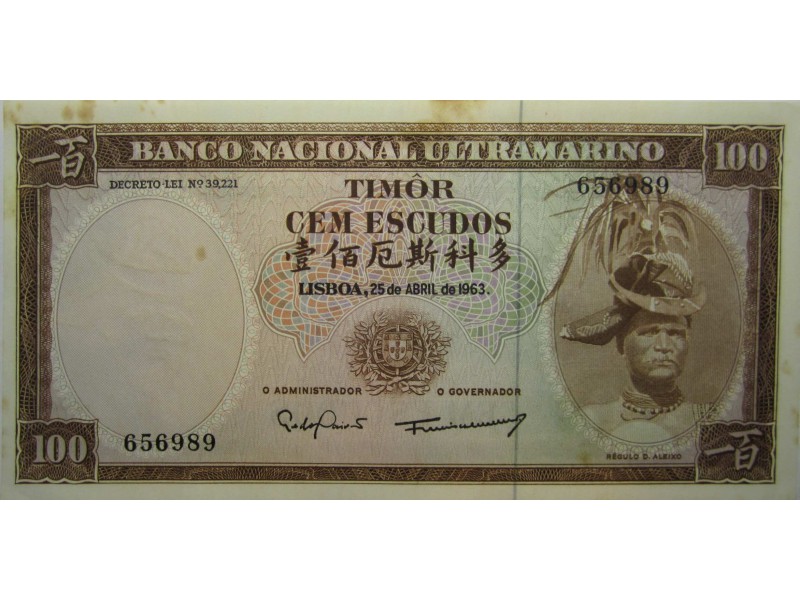 BANCO NACIONAL ULTRAMARINO
一百
100
DECRETO-LEI Nº 39,221
TIMÔR
656989
CEM ESCUDOS
壹佰厄斯科多
LISBOA, 25 de ABRIL de 1963.
O ADMINISTRADOR
O GOVERNADOR
100
656989
RÉGULO D. ALEIXO
一百